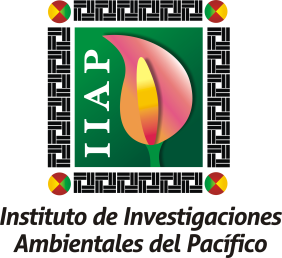 IIAP
Instituto de Investigaciones
Ambientales del Pacífico